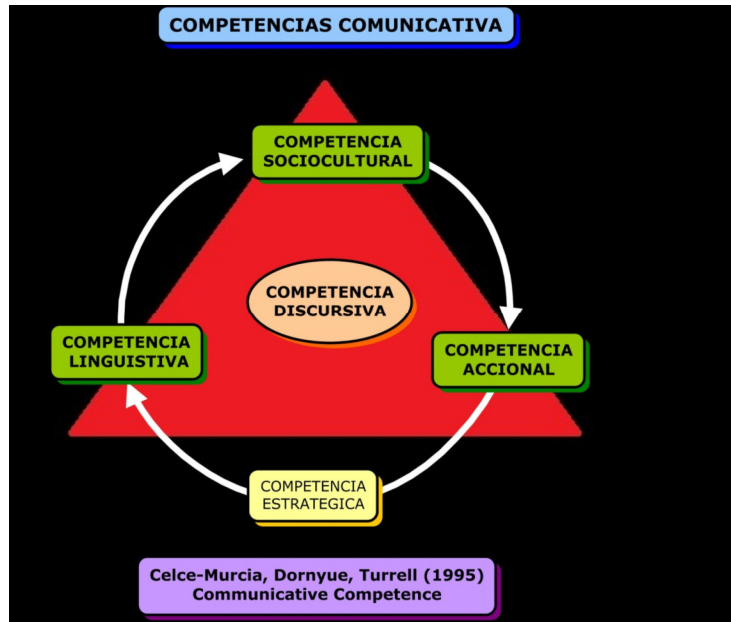 COMPETENCIAS COMUNICATIVA
COMPETENCIA
SOCIOCULTURAL
COMPETENCIA
DISCURSIVA
COMPETENCIA
LINGUISTIVA
COMPETENCIA
ACCIONAL
COMPETENCIA
ESTRATEGICA
Celce-Murcia, Dornyue, Turrell (1995)
Communicative Competence